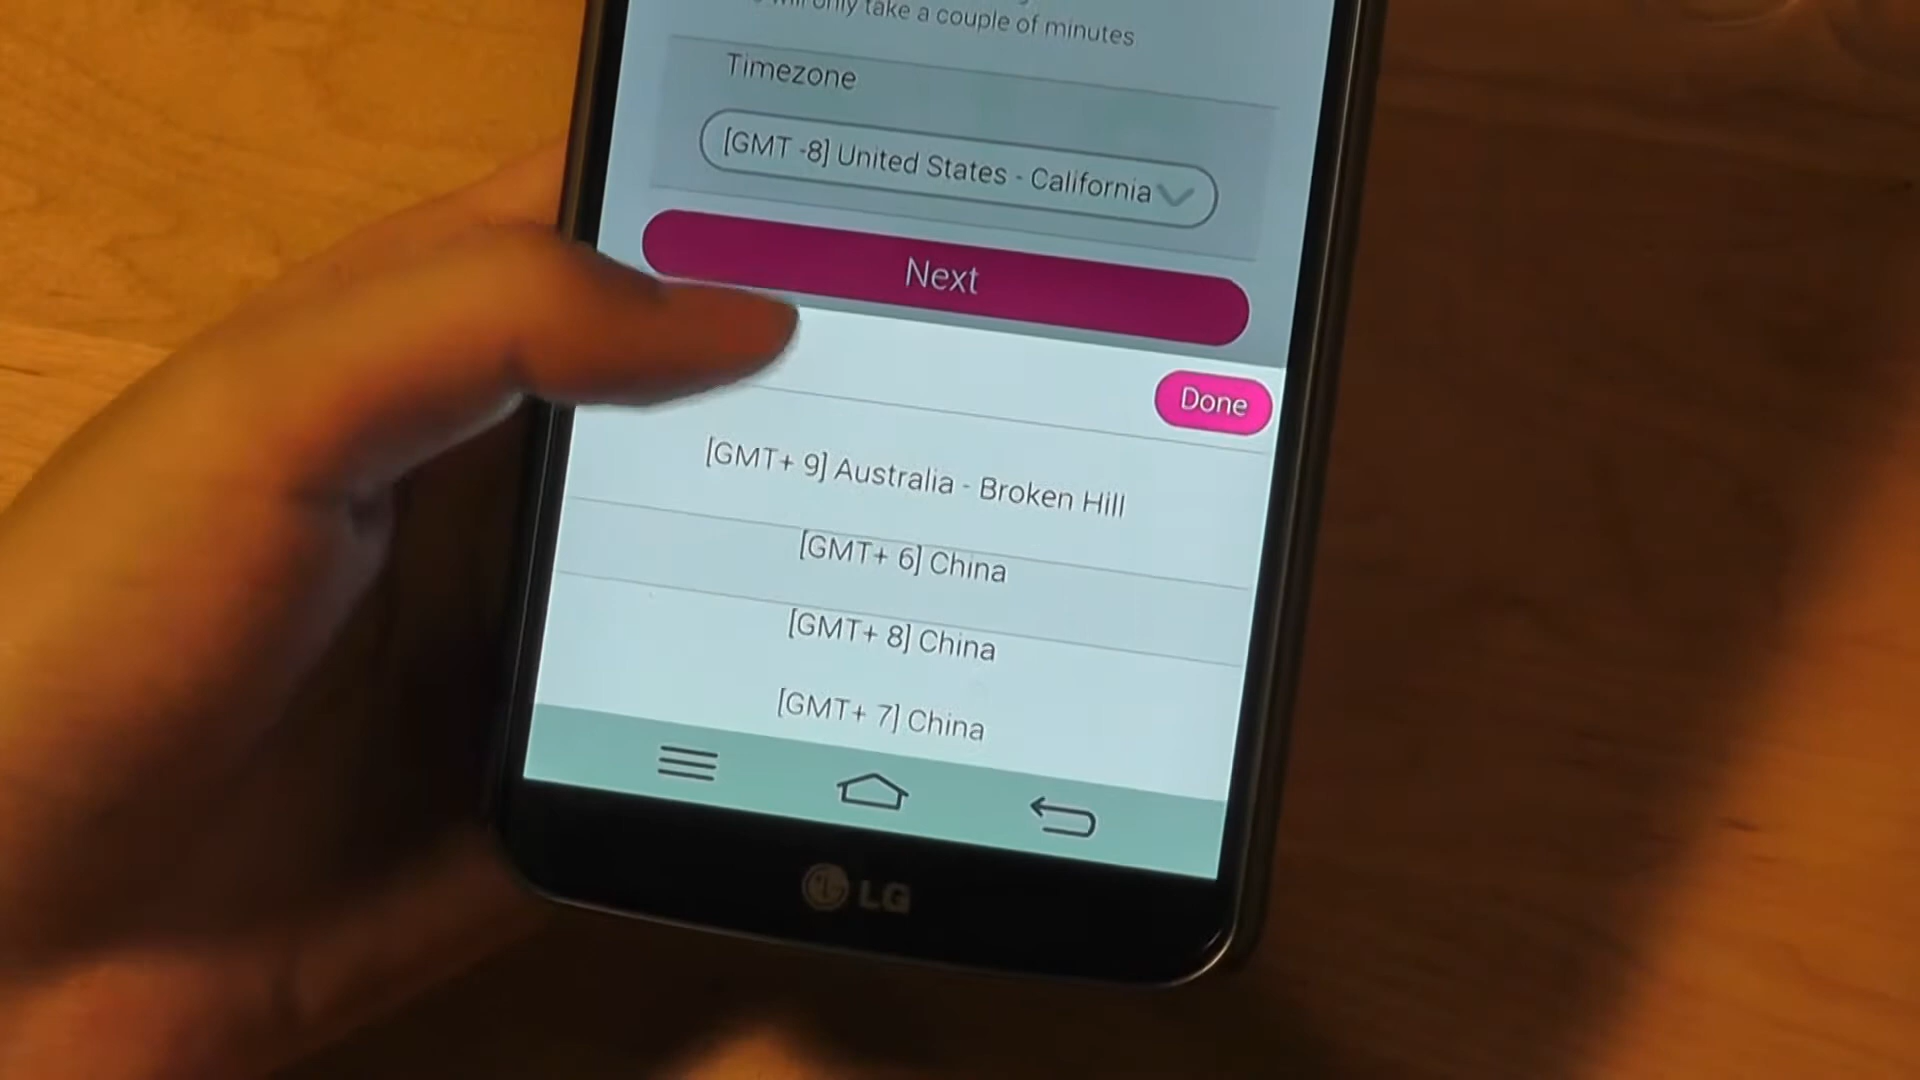 will only take a couple of minutes
Timezone
[GMT -8] United States - California
Next
Done
[GMT+ 9] Australia - Broken Hill
[GMT+ 6] China
[GMT+ 8] China
[GMT+ 7] China
LG